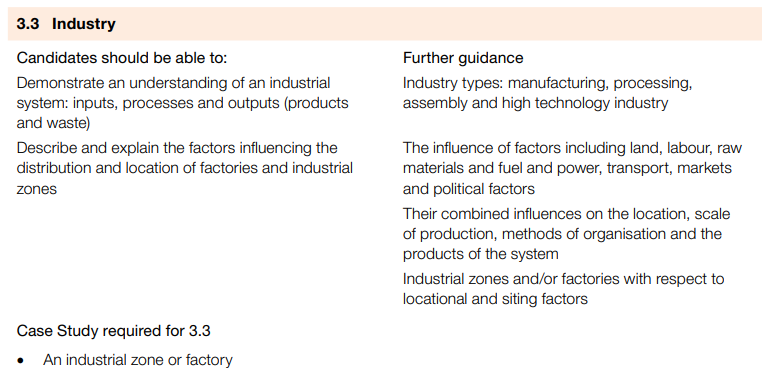 3.3 Industry
Candidates should be able to:
Further guidance
Demonstrate an understanding of an industrial
system: inputs, processes and outputs (products
and waste)
Industry types: manufacturing, processing,
assembly and high technology industry
Describe and explain the factors influencing the
distribution and location of factories and industrial
zones
The influence of factors including land, labour, raw
materials and fuel and power, transport, markets
and political factors
Their combined influences on the location, scale
of production, methods of organisation and the
products of the system
Industrial zones and/or factories with respect to
locational and siting factors
Case Study required for 3.3
• An industrial zone or factory